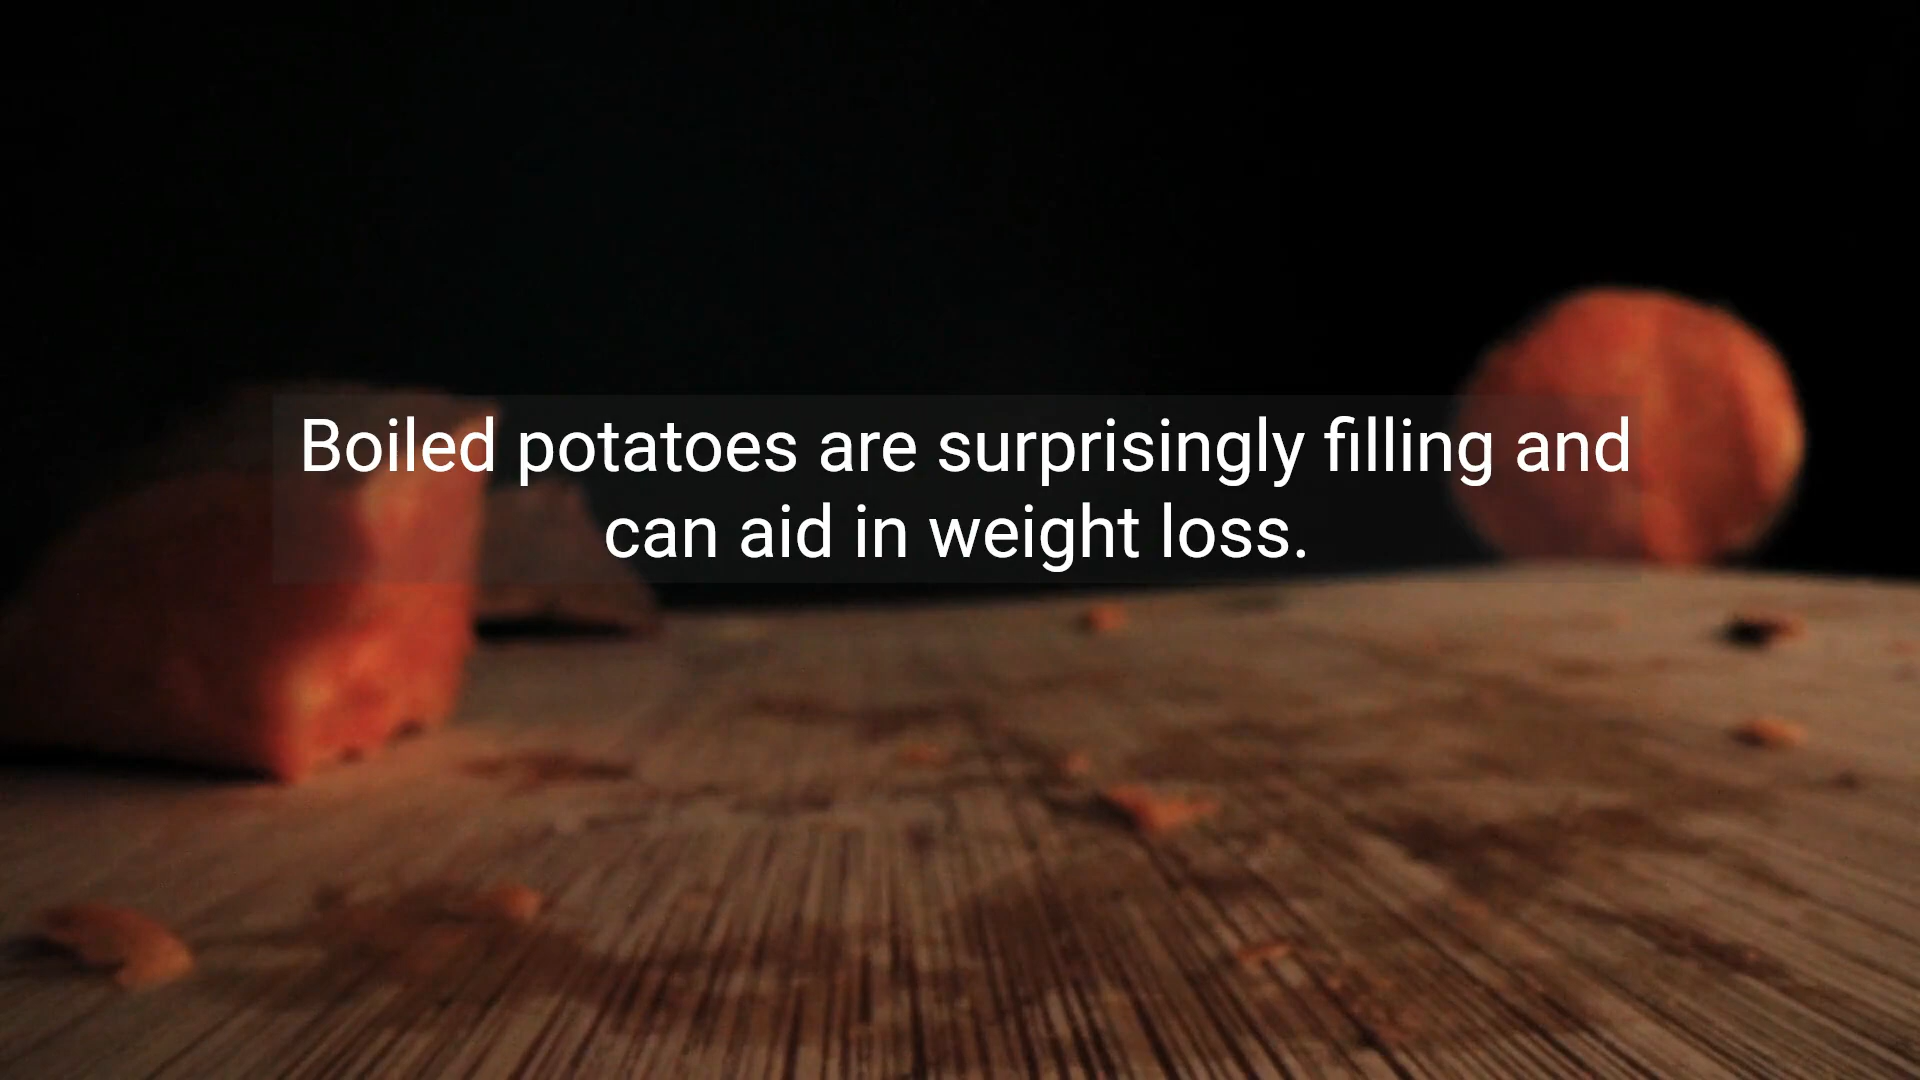 Boiled potatoes are surprisingly filling and
can aid in weight loss.